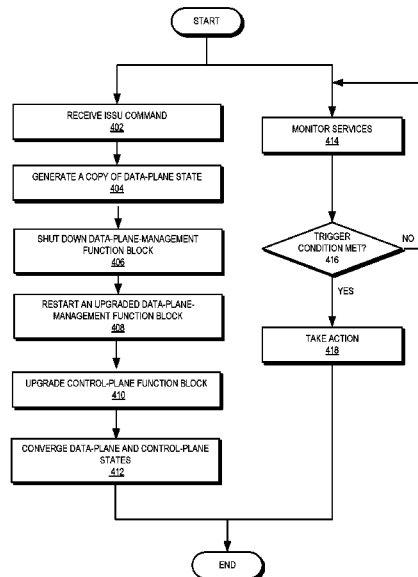 START
RECEIVE ISSU COMMAND
402
GENERATE A COPY OF DATA-PLANE STATE
404
SHUT DOWN DATA-PLANE-MANAGEMENT
FUNCTION BLOCK
406
RESTART AN UPGRADED DATA-PLANE-
MANAGEMENT FUNCTION BLOCK
408
UPGRADE CONTROL-PLANE FUNCTION BLOCK
410
CONVERGE DATA-PLANE AND CONTROL-PLANE
STATES
412
MONITOR SERVICES
414
TRIGGER
CONDITION MET?
416
NO
YES
TAKE ACTION
418
END